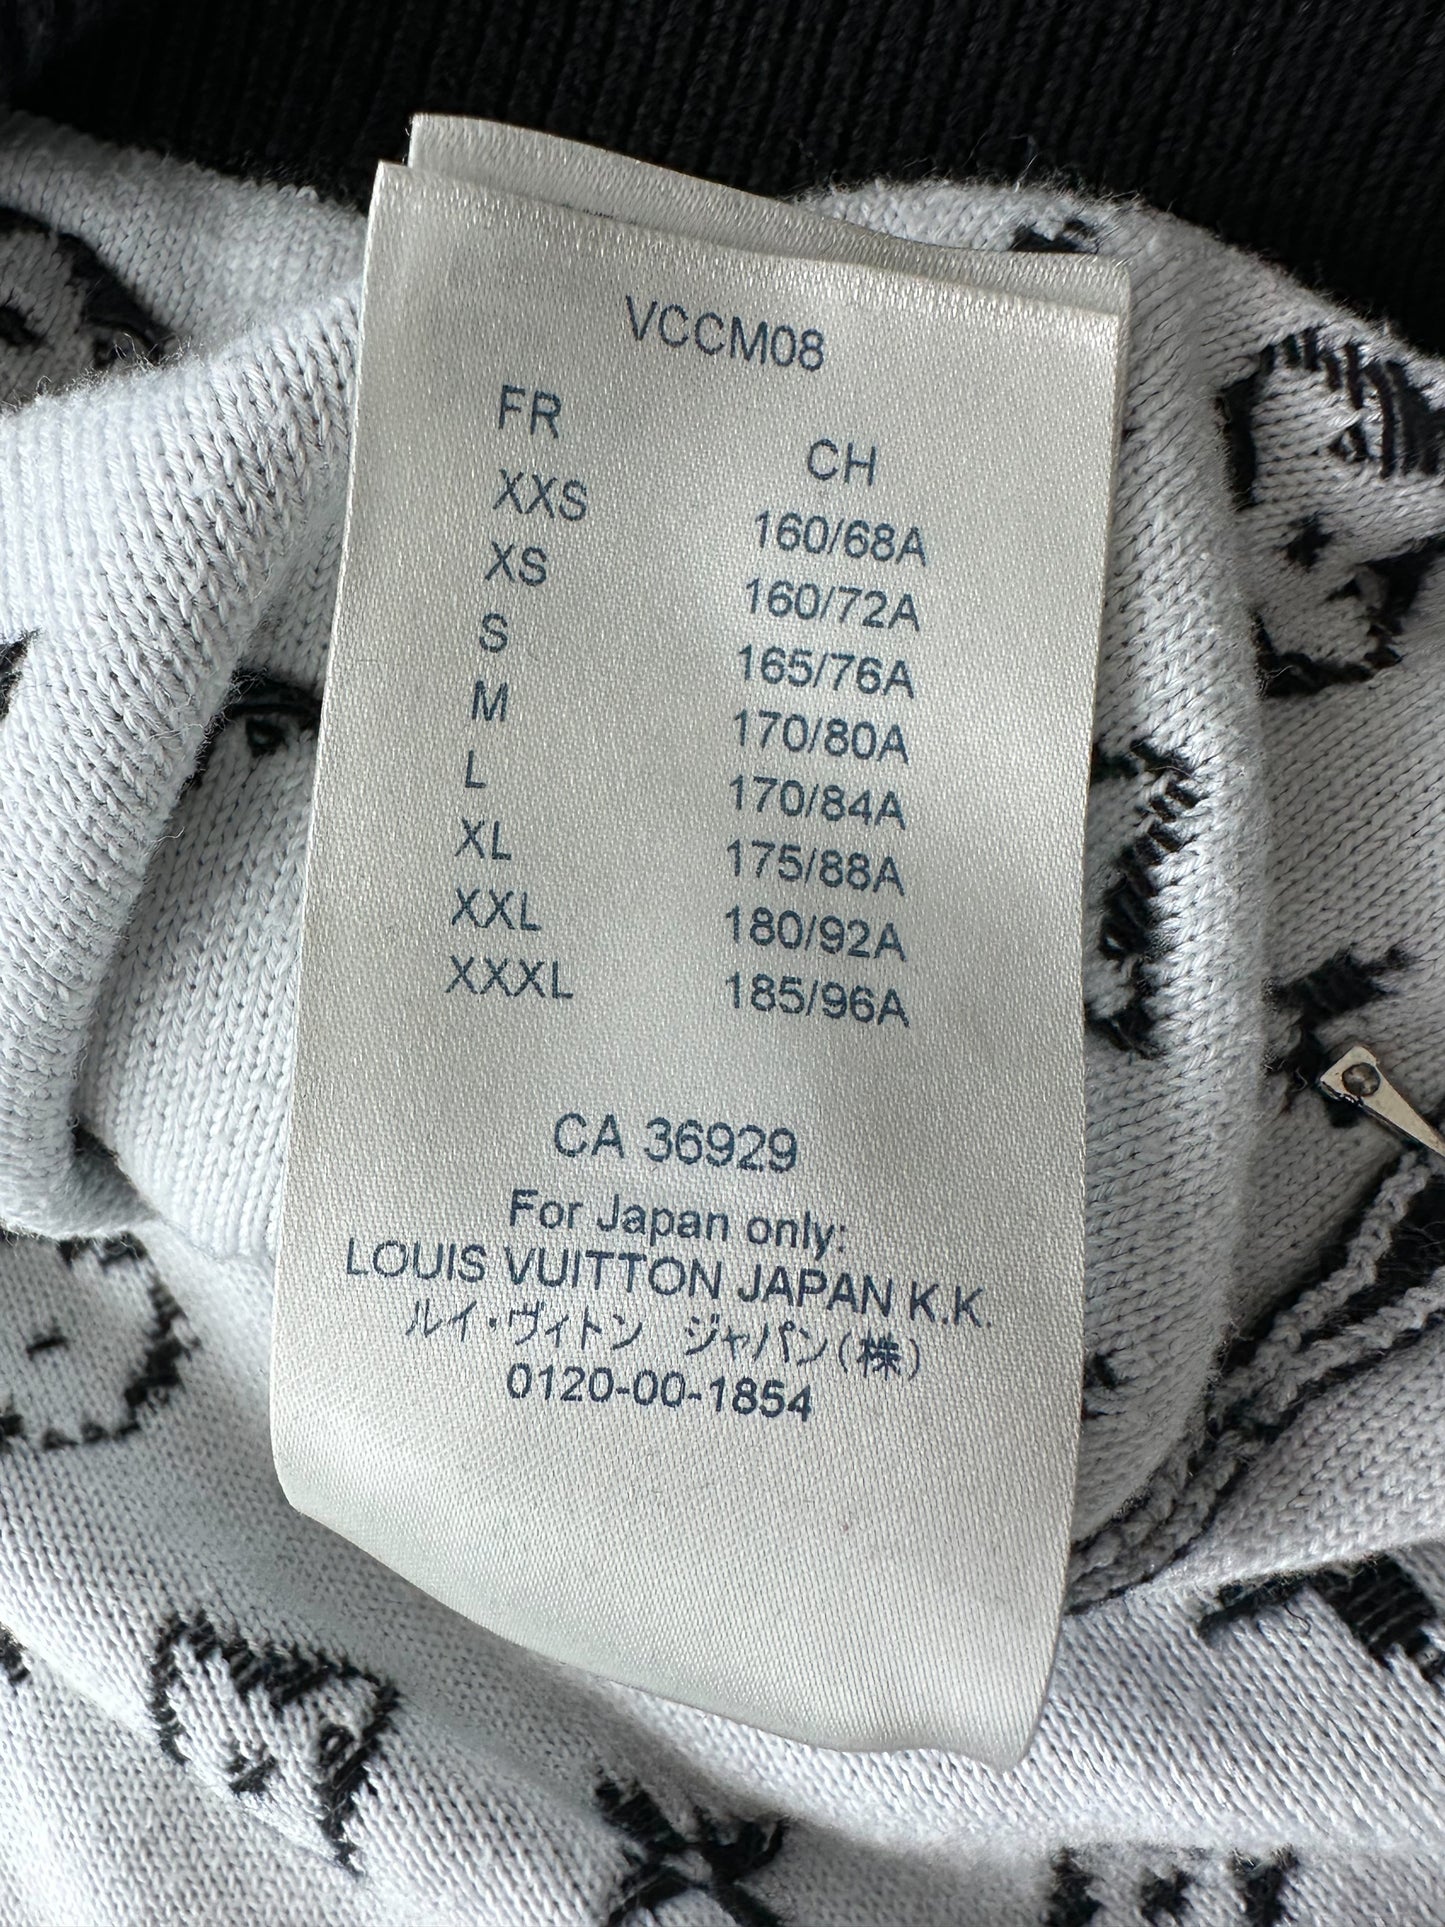 VCCM08
FR CH
XXS 160/68A
XS 160/72A
S 165/76A
M 170/80A
L 170/84A
XL 175/88A
XXL 180/92A
XXXL 185/96A
CA 36929
For Japan only:
LOUIS VUITTON JAPAN K.K.
ルイ・ヴィトン ジャパン(株)
0120-00-1854